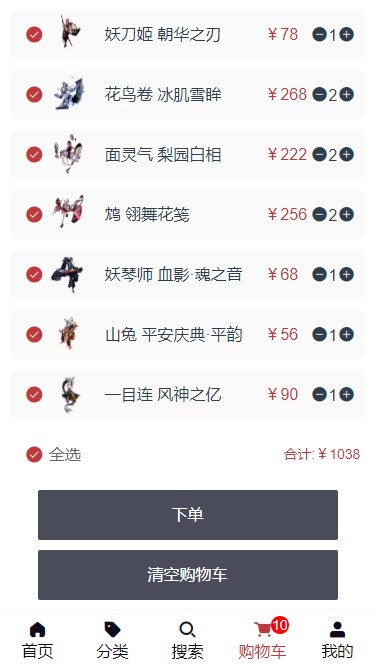 妖刀姬 朝华之刃 ￥78 1
花鸟卷 冰肌雪眸 ￥268 2
面灵气 梨园白相 ￥222 2
鸩 翎舞花笺 ￥256 2
妖琴师 血影·魂之音 ￥68 1
山兔 平安庆典·平韵 ￥56 1
一目连 风神之亿 ￥90 1
全选 合计:￥1038
下单
清空购物车
10
首页 分类 搜索 购物车 我的